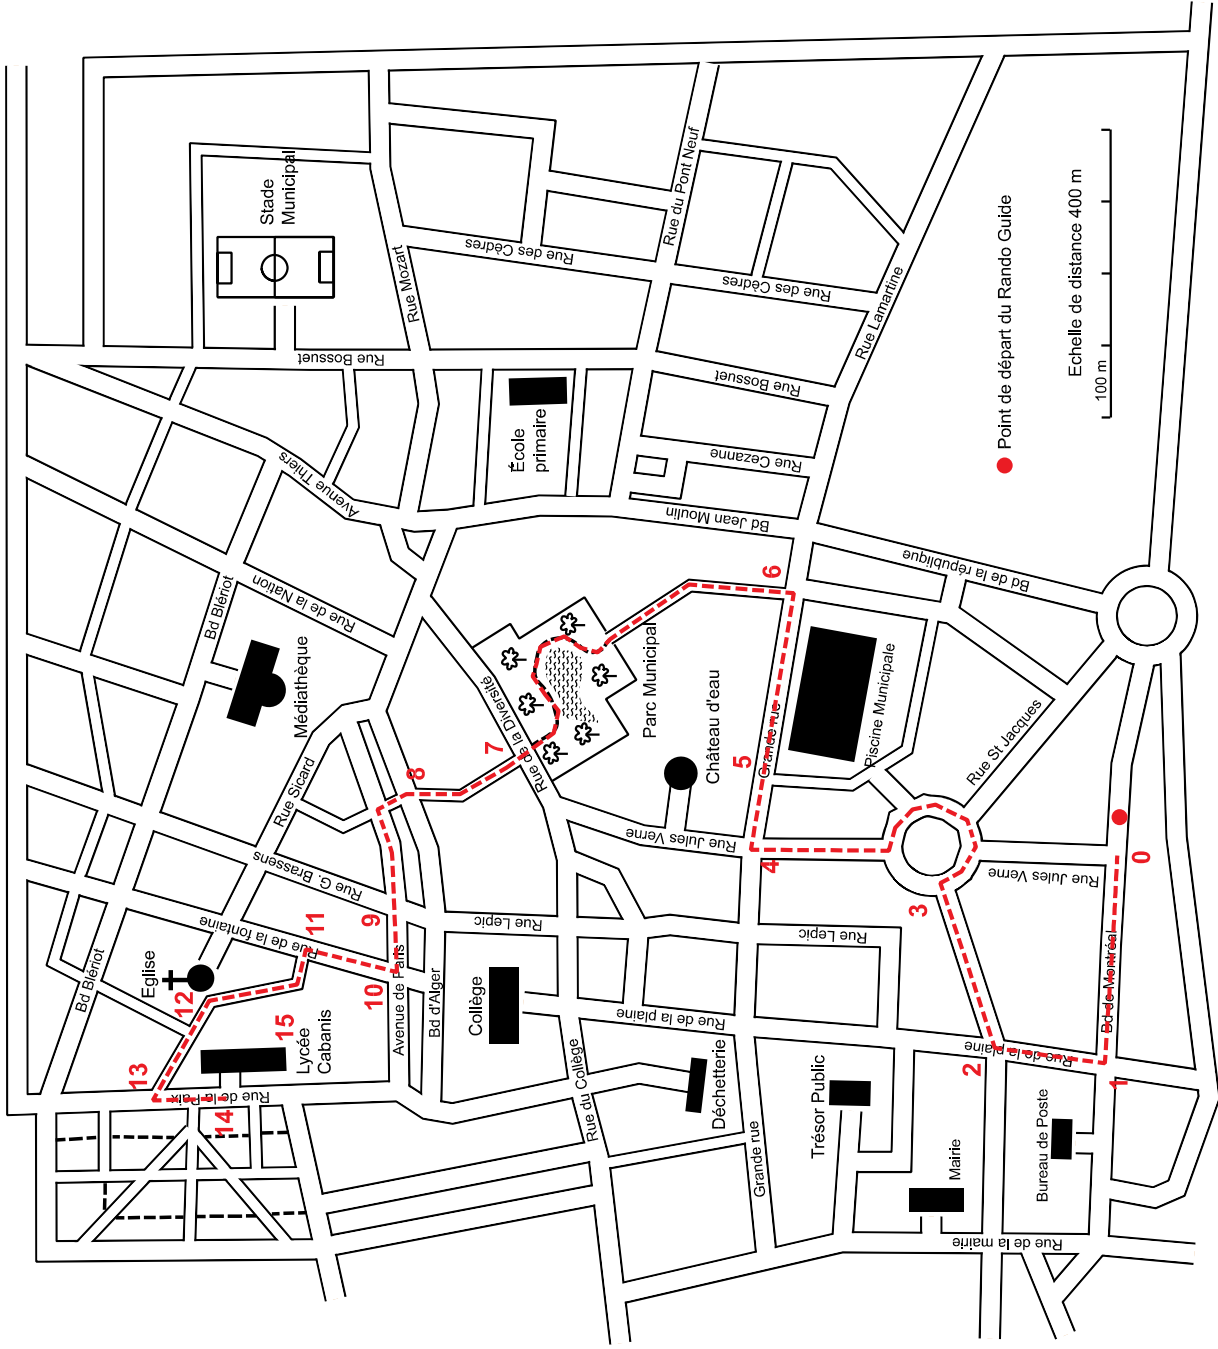 Stade
Municipal
Rue du Pont Neuf
Rue des Cèdres
Rue des Cèdres
Rue Mozart
Rue Lamartine
Rue Bossuet
Rue Bossuet
École
primaire
Rue Cezanne
Avenue Thiers
Bd Jean Moulin
Bd de la république
Point de départ du Rando Guide
Echelle de distance 400 m
100 m
Bd Blériot
Rue de la Nation
Médiathèque
Parc Municipal
Château d'eau
Piscine Municipale
Rue St Jacques
Rue de la Diversité
Grande rue
Rue Sicard
Rue Jules Verne
Rue Jules Verne
Rue G. Brassens
Rue de la fontaine
Rue Lepic
Rue Lepic
Eglise
Bd Blériot
Avenue de Paris
Bd d'Alger
Collège
Lycée
Cabanis
Rue de la plaine
Rue de la plaine
Bd de Montréal
Rue de la Paix
Rue du Collège
Déchetterie
Trésor Public
Grande rue
Mairie
Bureau de Poste
Rue de la mairie
0
1
2
3
4
5
6
7
8
9
10
11
12
13
14
15